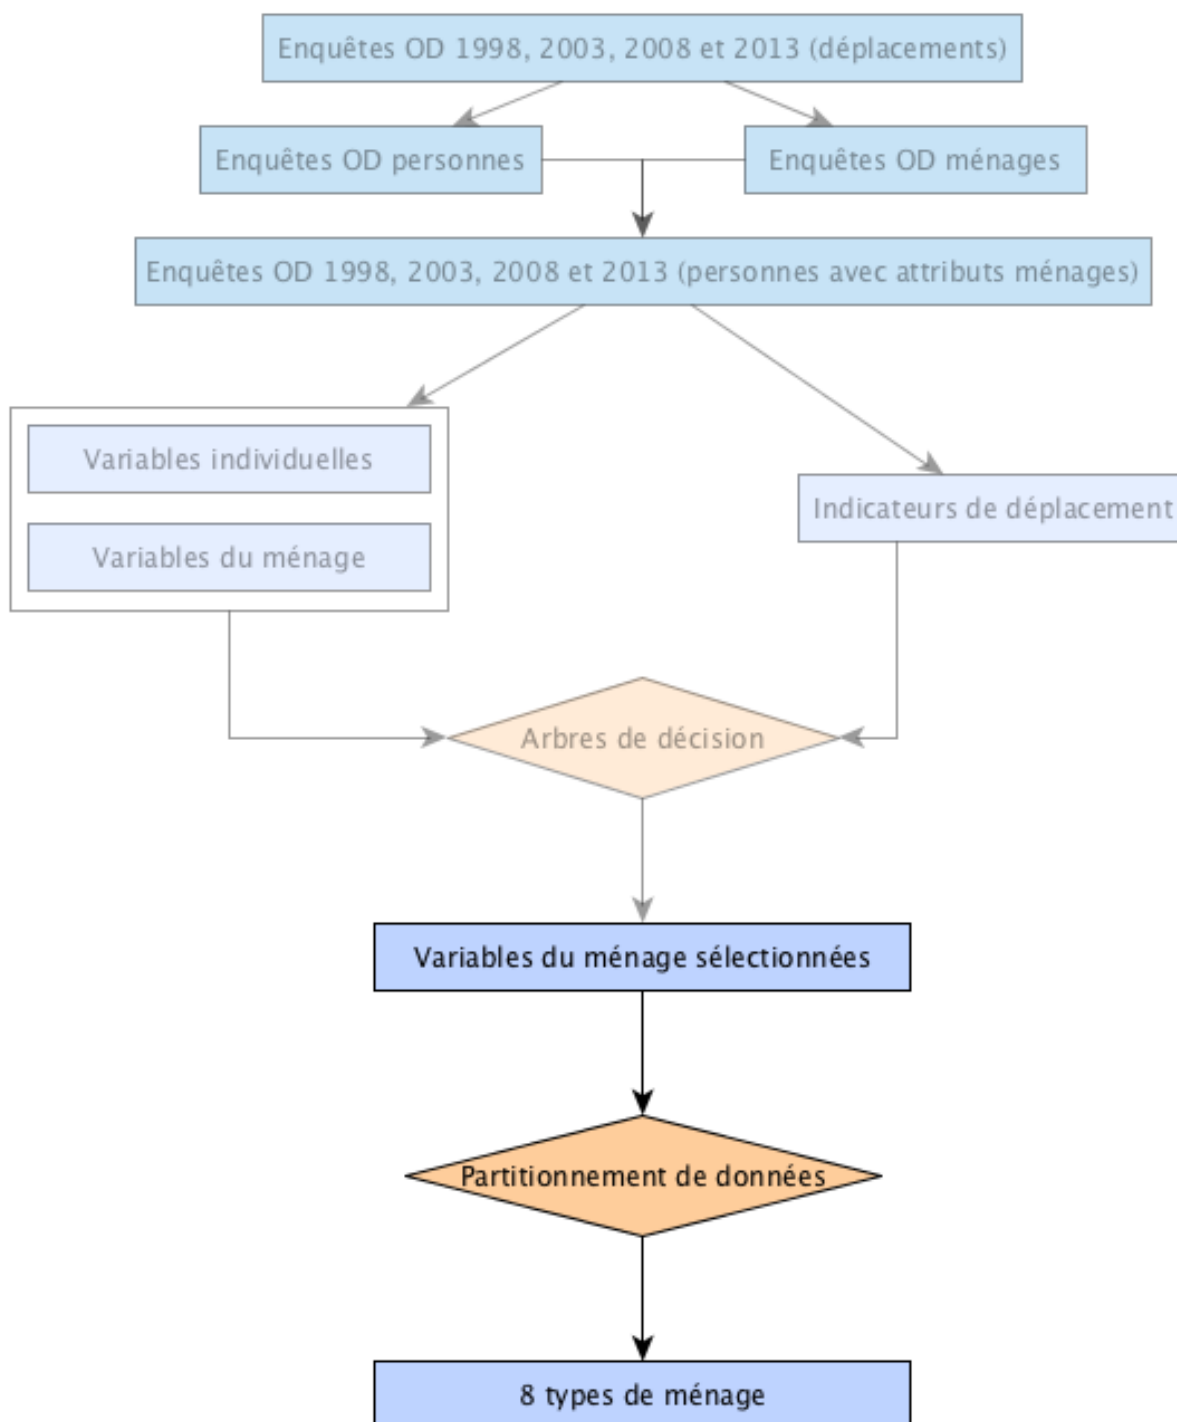 Enquêtes OD 1998, 2003, 2008 et 2013 (déplacements)
Enquêtes OD personnes
Enquêtes OD ménages
Enquêtes OD 1998, 2003, 2008 et 2013 (personnes avec attributs ménages)
Variables individuelles
Variables du ménage
Indicateurs de déplacement
Arbres de décision
Variables du ménage sélectionnées
Partitionnement de données
8 types de ménage